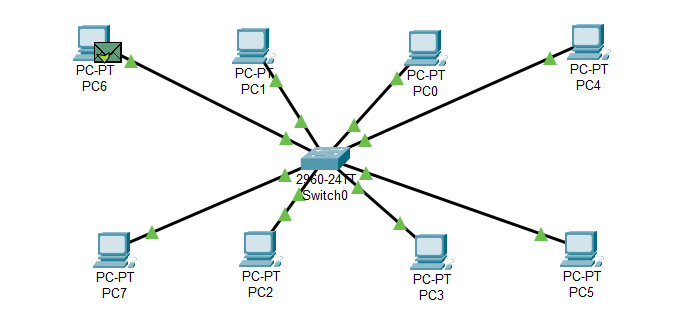 PC-PT
PC6
PC-PT
PC1
PC-PT
PC0
PC-PT
PC4
2960-24TT
Switch0
PC-PT
PC7
PC-PT
PC2
PC-PT
PC3
PC-PT
PC5